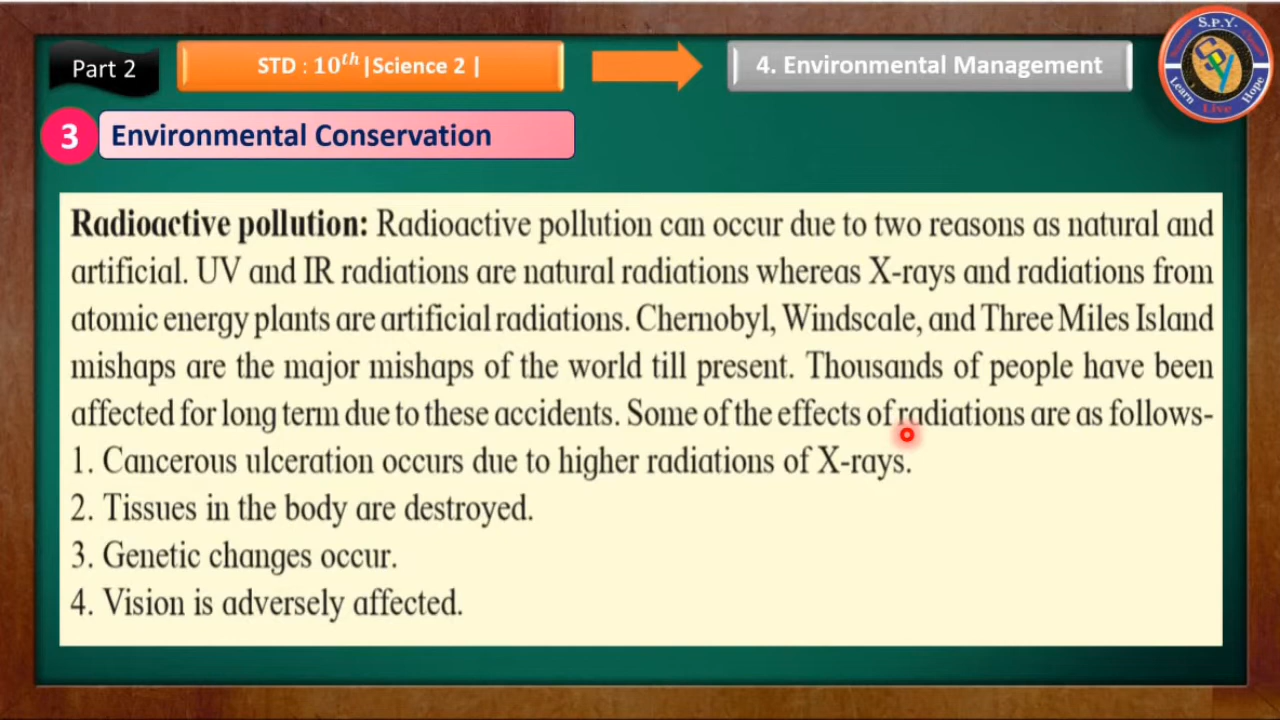 Part 2
STD : 10th |Science 2 |
4. Environmental Management
S.P.Y.
Learn
Live
Hope
3
Environmental Conservation
Radioactive pollution: Radioactive pollution can occur due to two reasons as natural and
artificial. UV and IR radiations are natural radiations whereas X-rays and radiations from
atomic energy plants are artificial radiations. Chernobyl, Windscale, and Three Miles Island
mishaps are the major mishaps of the world till present. Thousands of people have been
affected for long term due to these accidents. Some of the effects of radiations are as follows-
1. Cancerous ulceration occurs due to higher radiations of X-rays.
2. Tissues in the body are destroyed.
3. Genetic changes occur.
4. Vision is adversely affected.